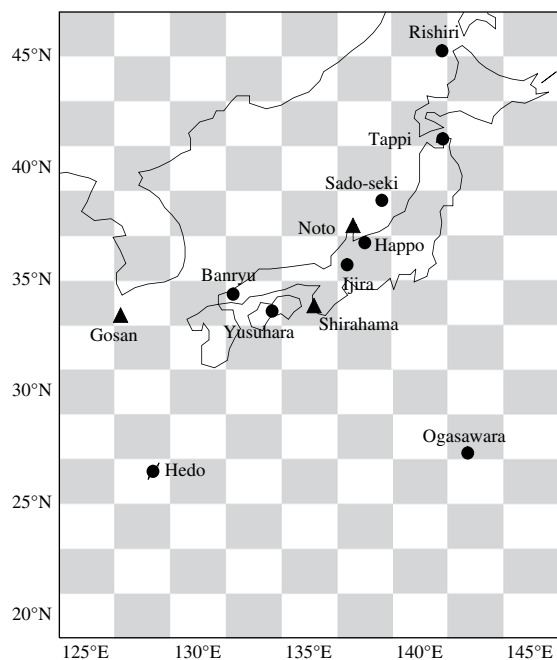 Rishiri
45°N
Tappi
40°N
Sado-seki
Noto
Happo
35°N
Banryu
Ijira
Gosan
Yusuhara
Shirahama
30°N
Ogasawara
Hedo
25°N
20°N
125°E 130°E 135°E 140°E 145°E